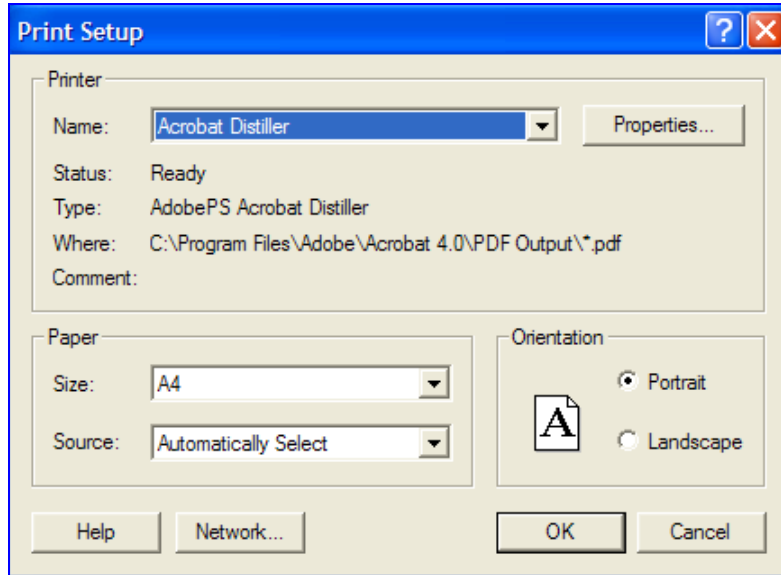 Print Setup
Printer
Name: Acrobat Distiller Properties...
Status: Ready
Type: AdobePS Acrobat Distiller
Where: C:\Program Files\Adobe\Acrobat 4.0\PDF Output\*.pdf
Comment:
Paper
Size: A4
Source: Automatically Select
Orientation
A
Portrait
Landscape
Help Network... OK Cancel